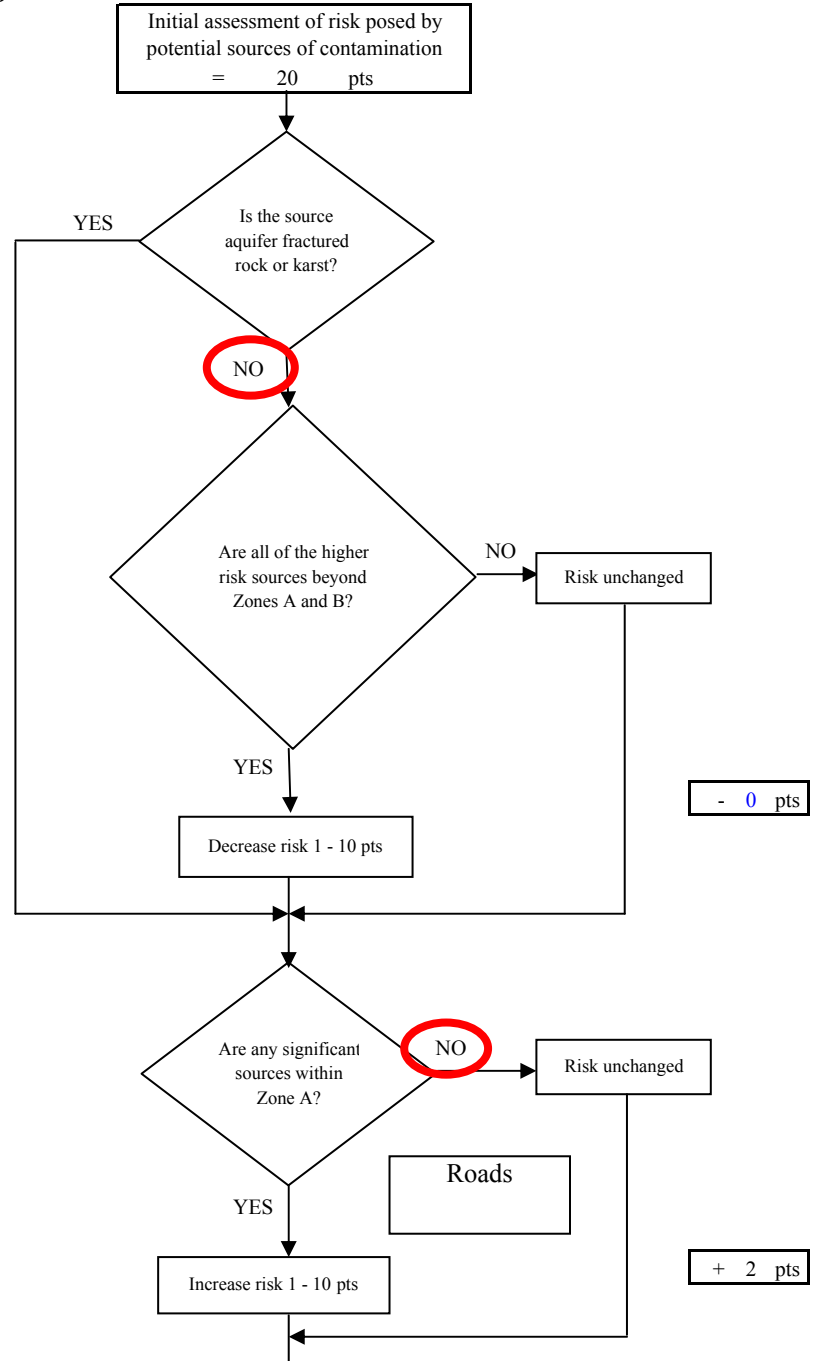 Initial assessment of risk posed by
potential sources of contamination
= 20 pts
YES
Is the source
aquifer fractured
rock or karst?
NO
Are all of the higher
risk sources beyond
Zones A and B?
NO
Risk unchanged
YES
- 0 pts
Decrease risk 1 - 10 pts
Are any significant
sources within
Zone A?
NO
Risk unchanged
Roads
YES
+ 2 pts
Increase risk 1 - 10 pts